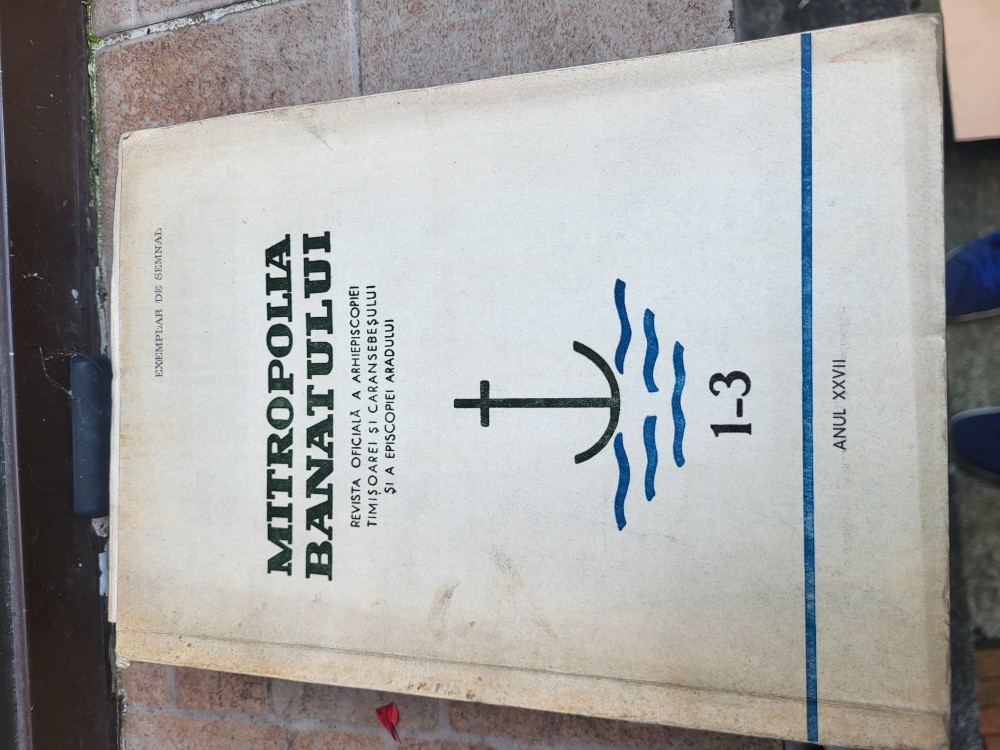 EXEMPLAR DE SEMNAL
MITROPOLIA
BANATULUI
REVISTA OFICIALĂ A ARHIEPISCOPIEI
TIMIȘOAREI ȘI CARANSEBEȘULUI
ȘI A EPISCOPIEI ARADULUI
1-3
ANUL XXVII